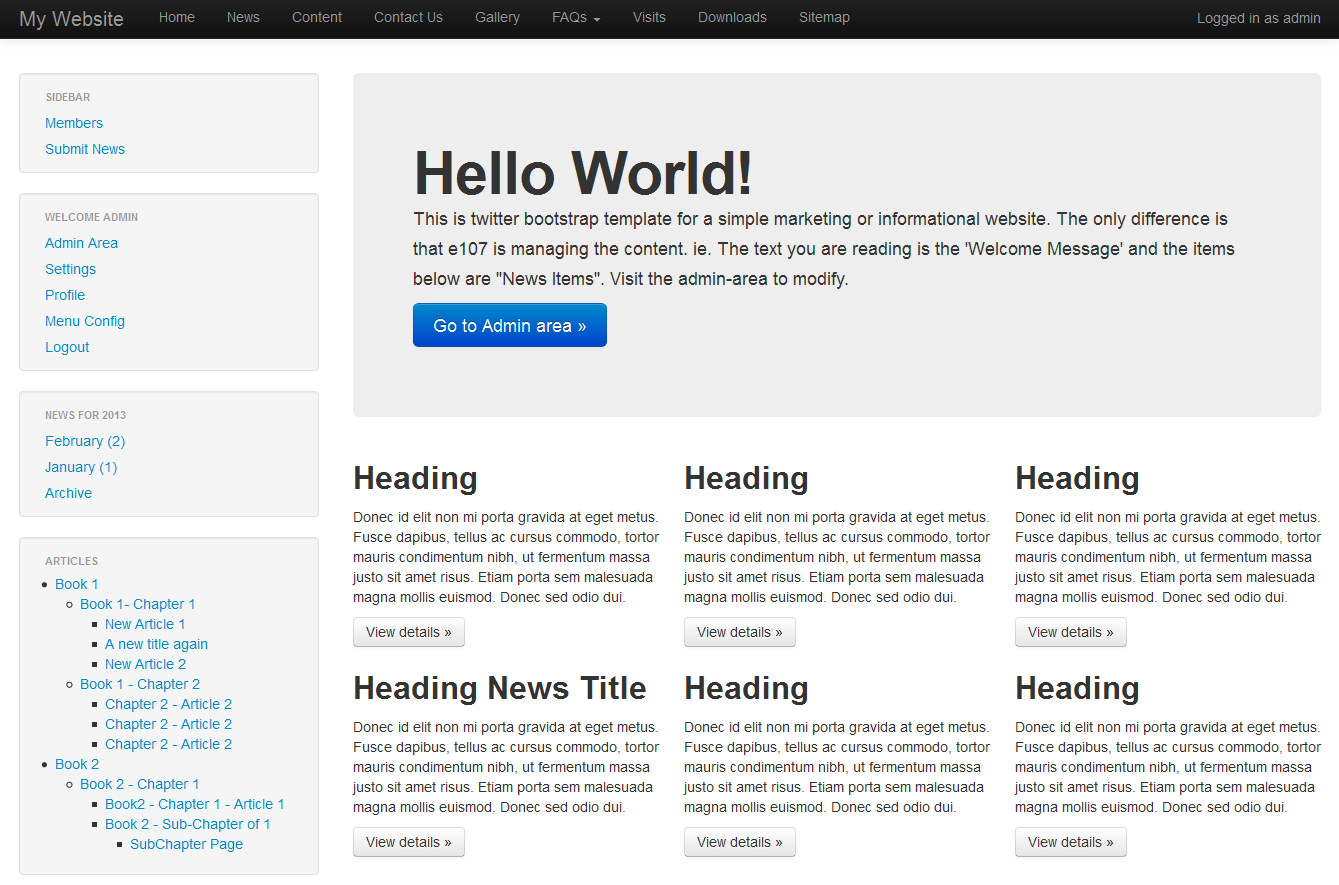 My Website Home News Content Contact Us Gallery FAQs Visits Downloads Sitemap Logged in as admin
SIDEBAR
Members
Submit News
WELCOME ADMIN
Admin Area
Settings
Profile
Menu Config
Logout
NEWS FOR 2013
February (2)
January (1)
Archive
ARTICLES
Book 1
Book 1- Chapter 1
New Article 1
A new title again
New Article 2
Book 1 - Chapter 2
Chapter 2 - Article 2
Chapter 2 - Article 2
Chapter 2 - Article 2
Book 2
Book 2 - Chapter 1
Book2 - Chapter 1 - Article 1
Book 2 - Sub-Chapter of 1
SubChapter Page
Hello World!
This is twitter bootstrap template for a simple marketing or informational website. The only difference is
that e107 is managing the content. ie. The text you are reading is the 'Welcome Message' and the items
below are "News Items". Visit the admin-area to modify.
Go to Admin area »
Heading
Donec id elit non mi porta gravida at eget metus.
Fusce dapibus, tellus ac cursus commodo, tortor
mauris condimentum nibh, ut fermentum massa
justo sit amet risus. Etiam porta sem malesuada
magna mollis euismod. Donec sed odio dui.
View details »
Heading
Donec id elit non mi porta gravida at eget metus.
Fusce dapibus, tellus ac cursus commodo, tortor
mauris condimentum nibh, ut fermentum massa
justo sit amet risus. Etiam porta sem malesuada
magna mollis euismod. Donec sed odio dui.
View details »
Heading
Donec id elit non mi porta gravida at eget metus.
Fusce dapibus, tellus ac cursus commodo, tortor
mauris condimentum nibh, ut fermentum massa
justo sit amet risus. Etiam porta sem malesuada
magna mollis euismod. Donec sed odio dui.
View details »
Heading News Title
Donec id elit non mi porta gravida at eget metus.
Fusce dapibus, tellus ac cursus commodo, tortor
mauris condimentum nibh, ut fermentum massa
justo sit amet risus. Etiam porta sem malesuada
magna mollis euismod. Donec sed odio dui.
View details »
Heading
Donec id elit non mi porta gravida at eget metus.
Fusce dapibus, tellus ac cursus commodo, tortor
mauris condimentum nibh, ut fermentum massa
justo sit amet risus. Etiam porta sem malesuada
magna mollis euismod. Donec sed odio dui.
View details »
Heading
Donec id elit non mi porta gravida at eget metus.
Fusce dapibus, tellus ac cursus commodo, tortor
mauris condimentum nibh, ut fermentum massa
justo sit amet risus. Etiam porta sem malesuada
magna mollis euismod. Donec sed odio dui.
View details »